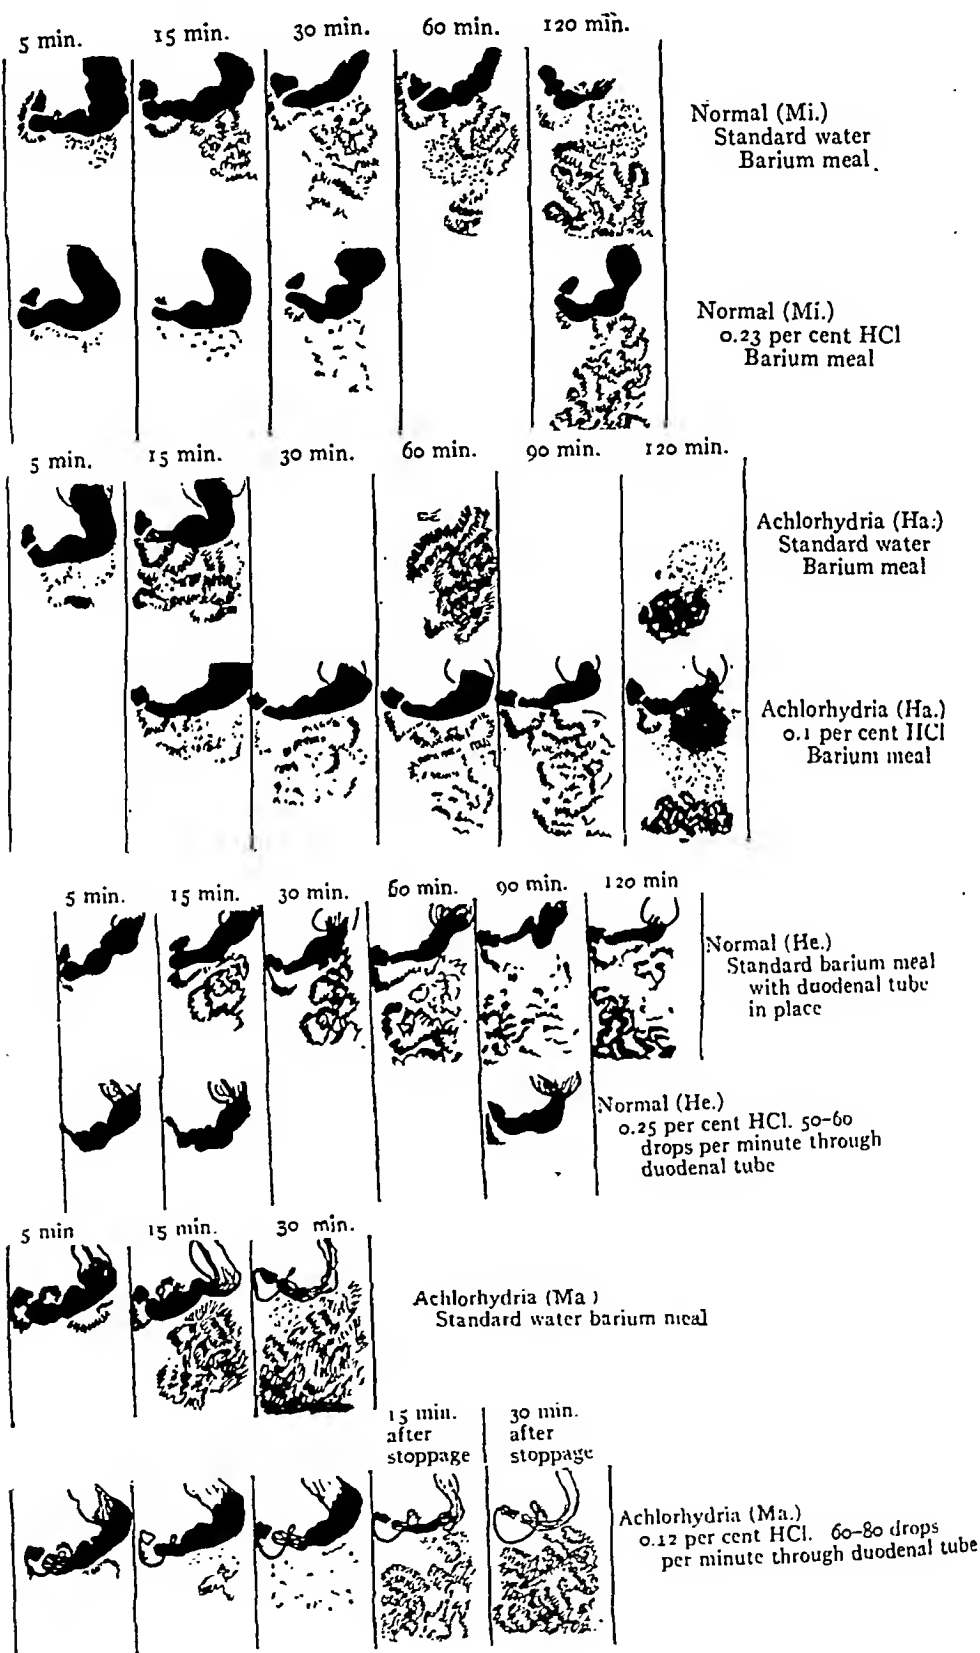 5 min. 15 min. 30 min. 60 min. 120 min.
Normal (Mi.)
Standard water
Barium meal.
Normal (Mi.)
0.23 per cent HCl
Barium meal
5 min. 15 min. 30 min. 60 min. 90 min. 120 min.
Achlorhydria (Ha.)
Standard water
Barium meal
Achlorhydria (Ha.)
0.1 per cent HCl
Barium meal
5 min. 15 min. 30 min. 60 min. 90 min. 120 min
Normal (He.)
Standard barium meal
with duodenal tube
in place
Normal (He.)
0.25 per cent HCl. 50-60
drops per minute through
duodenal tube
5 min 15 min. 30 min.
Achlorhydria (Ma )
Standard water barium meal
15 min.
after
stoppage
30 min.
after
stoppage
Achlorhydria (Ma.)
0.12 per cent HCl. 60-80 drops
per minute through duodenal tube